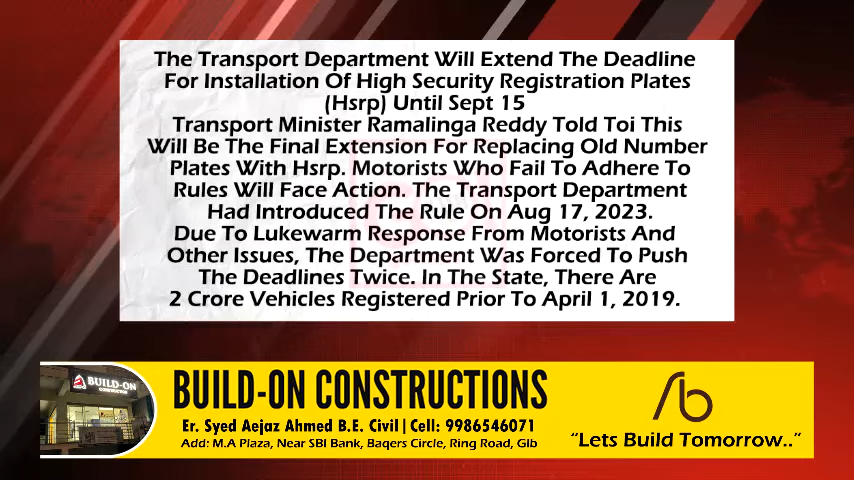 The Transport Department Will Extend The Deadline
For Installation Of High Security Registration Plates
(Hsrp) Until Sept 15
Transport Minister Ramalinga Reddy Told Toi This
Will Be The Final Extension For Replacing Old Number
Plates With Hsrp. Motorists Who Fail To Adhere To
Rules Will Face Action. The Transport Department
Had Introduced The Rule On Aug 17, 2023.
Due To Lukewarm Response From Motorists And
Other Issues, The Department Was Forced To Push
The Deadlines Twice. In The State, There Are
2 Crore Vehicles Registered Prior To April 1, 2019.
BUILD-ON
CONSTRUCTION
BUILD-ON CONSTRUCTIONS
Er. Syed Aejaz Ahmed B.E. Civil | Cell: 9986546071
Add: M.A Plaza, Near SBI Bank, Baqers Circle, Ring Road, Glb
"Lets Build Tomorrow.."